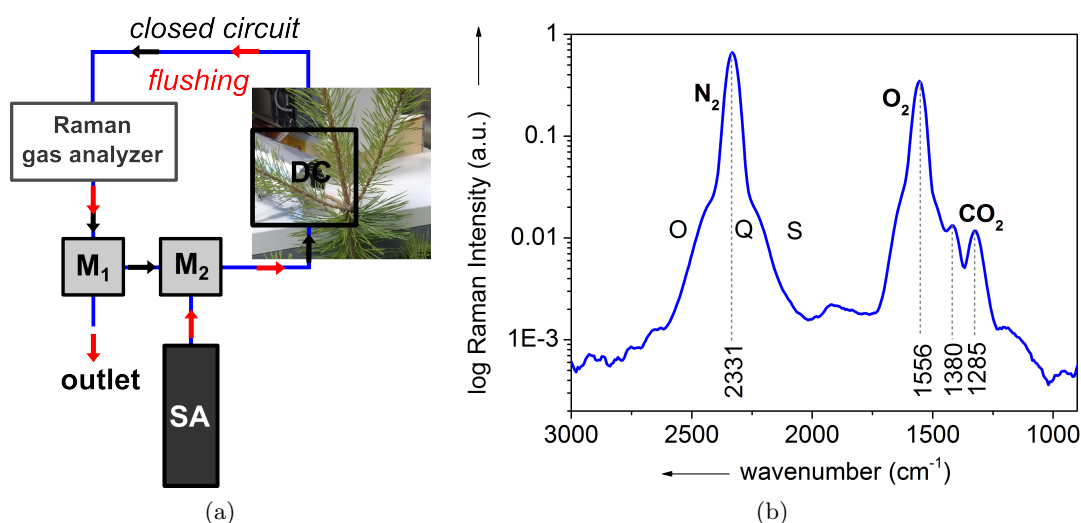 closed circuit
flushing
Raman
gas analyzer
DC
M₁
M₂
outlet
SA
(a)
log Raman Intensity (a.u.)
1
0.1
0.01
1E-3
N₂
O₂
CO₂
O
Q
S
2331
1556
1380
1285
3000
2500
2000
1500
1000
wavenumber (cm⁻¹)
(b)